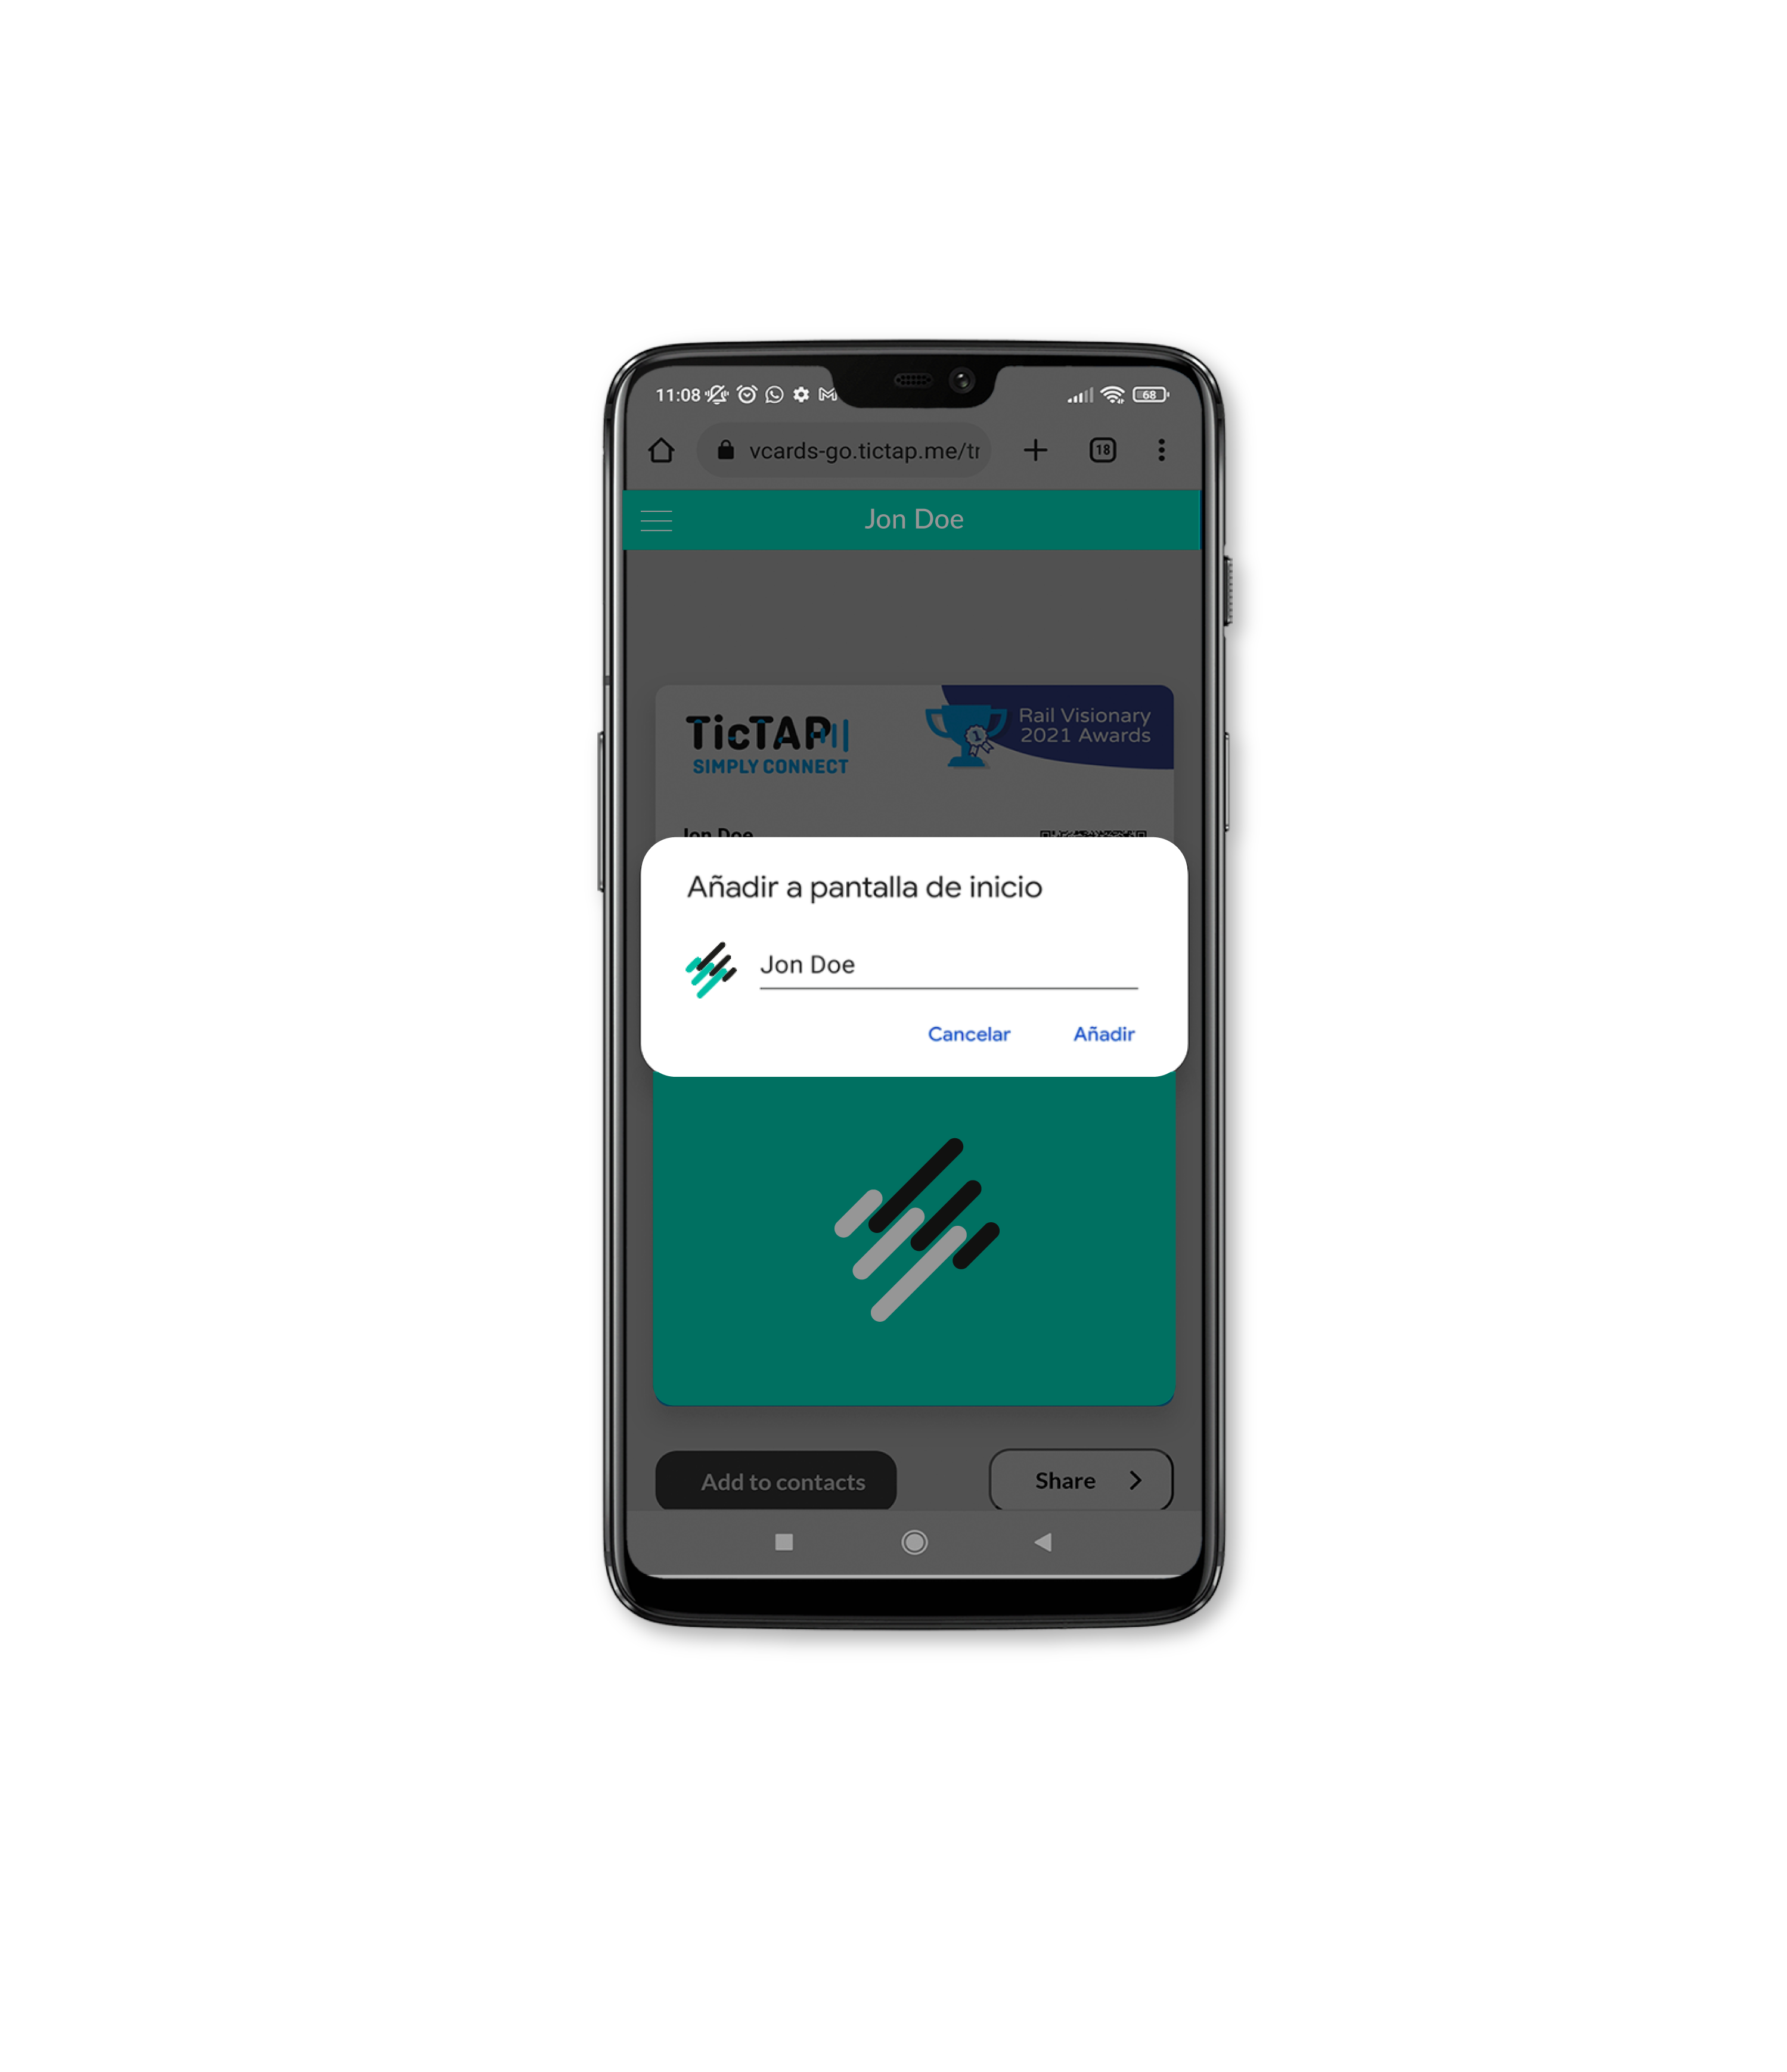 11:08
68
vcards-go.tictap.me/tr
18
Jon Doe
TicTAP
SIMPLY CONNECT
Rail Visionary
2021 Awards
1
Jon Doe
Añadir a pantalla de inicio
Jon Doe
Cancelar
Añadir
Add to contacts
Share